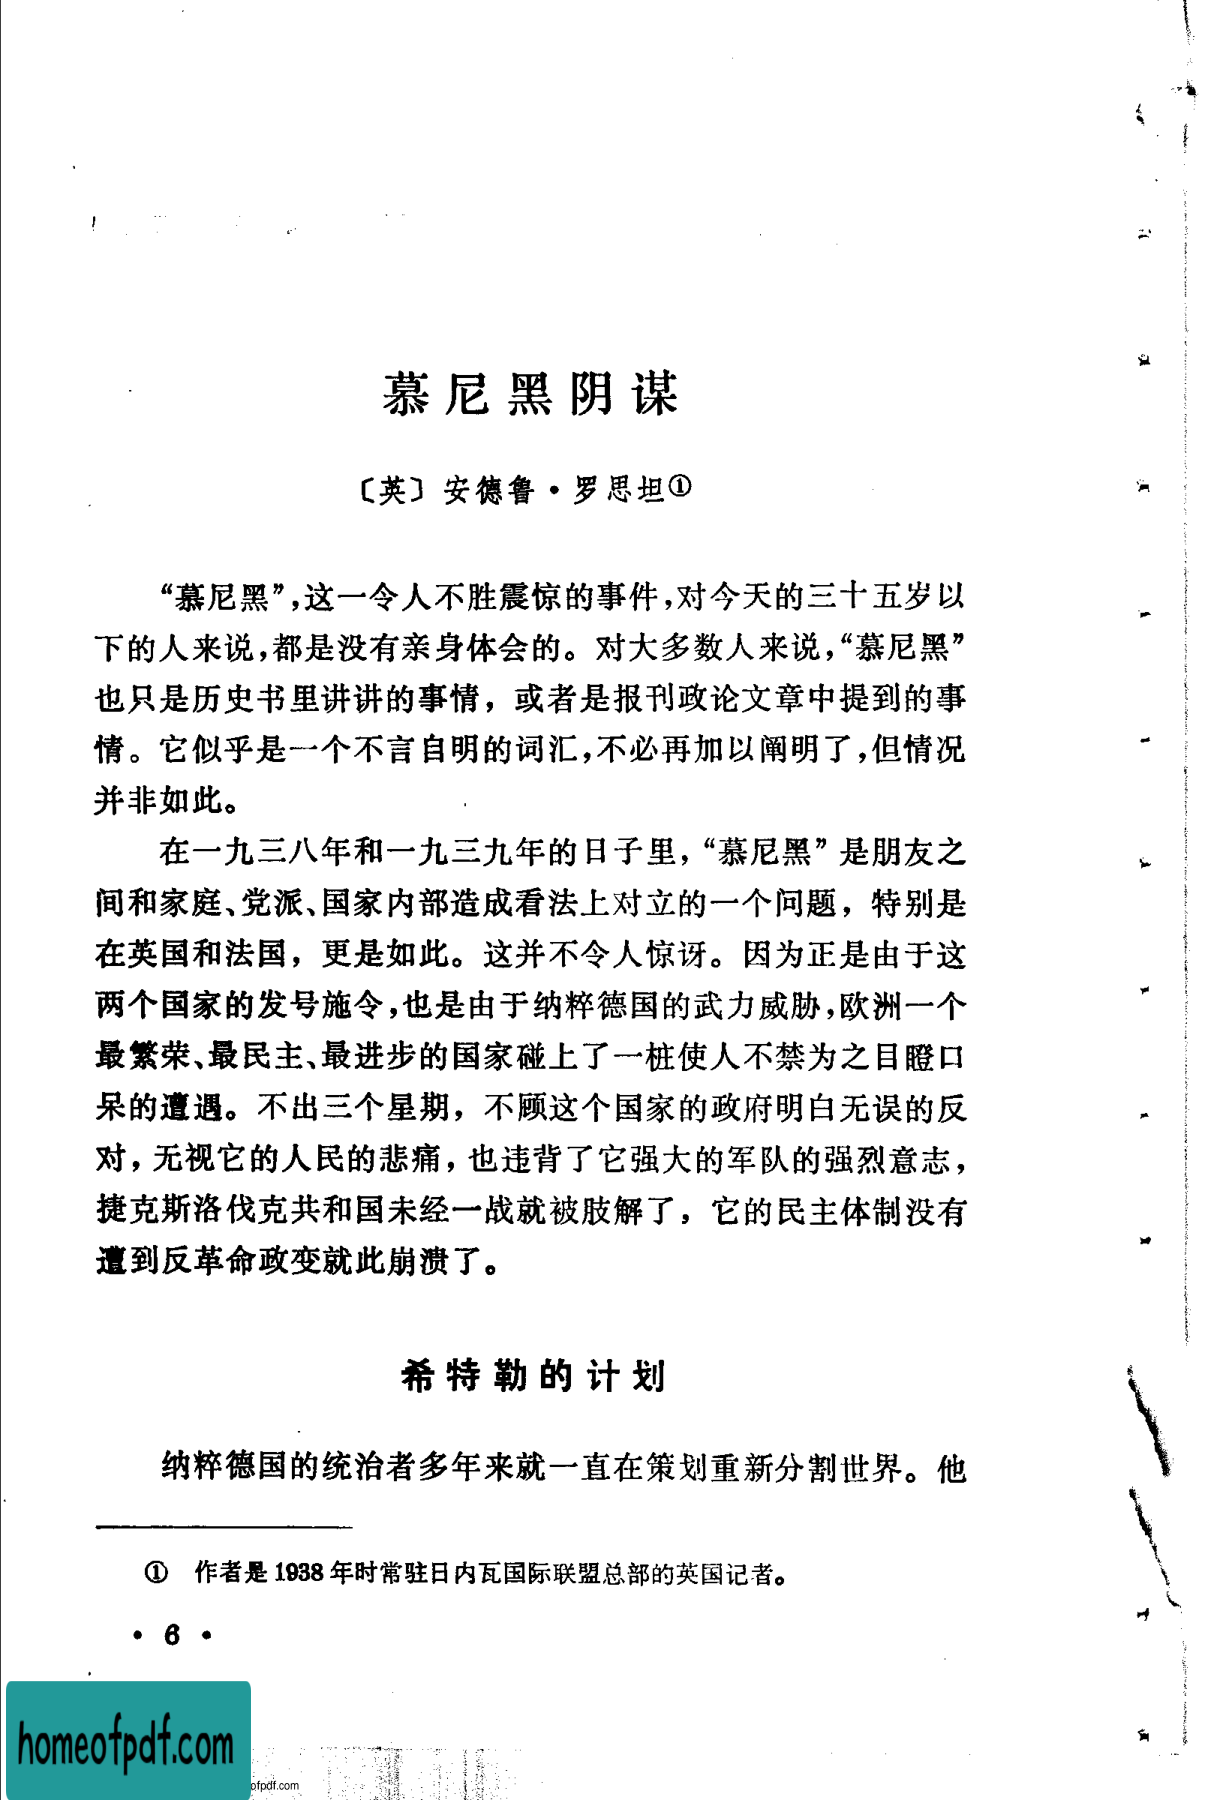 慕尼黑阴谋
〔英〕安德鲁·罗思坦①
“慕尼黑”，这一令人不胜震惊的事件，对今天的三十五岁以
下的人来说，都是没有亲身体会的。对大多数人来说，“慕尼黑”
也只是历史书里讲讲的事情，或者是报刊政论文章中提到的事
情。它似乎是一个不言自明的词汇，不必再加以阐明了，但情况
并非如此。
在一九三八年和一九三九年的日子里，“慕尼黑”是朋友之
间和家庭、党派、国家内部造成看法上对立的一个问题，特别是
在英国和法国，更是如此。这并不令人惊讶。因为正是由于这
两个国家的发号施令，也是由于纳粹德国的武力威胁，欧洲一个
最繁荣、最民主、最进步的国家碰上了一桩使人不禁为之目瞪口
呆的遭遇。不出三个星期，不顾这个国家的政府明白无误的反
对，无视它的人民的悲痛，也违背了它强大的军队的强烈意志，
捷克斯洛伐克共和国未经一战就被肢解了，它的民主体制没有
遭到反革命政变就此崩溃了。
希特勒的计划
纳粹德国的统治者多年来就一直在策划重新分割世界。他
① 作者是1938年时常驻日内瓦国际联盟总部的英国记者。
• 6 •
homeofpdf.com
ofpdf.com